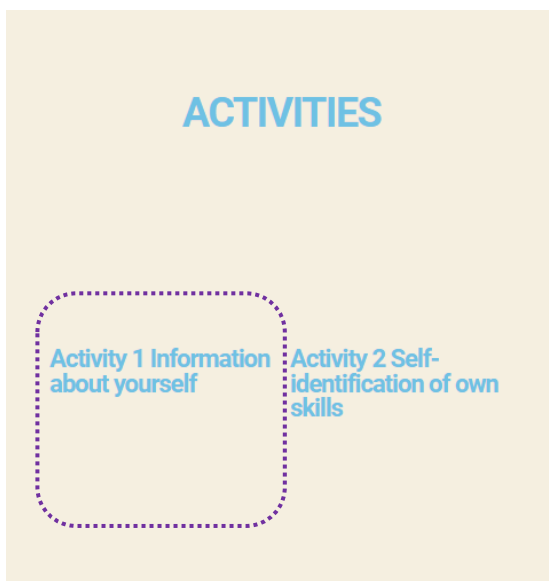 ACTIVITIES
Activity 1 Information
about yourself
Activity 2 Self-
identification of own
skills